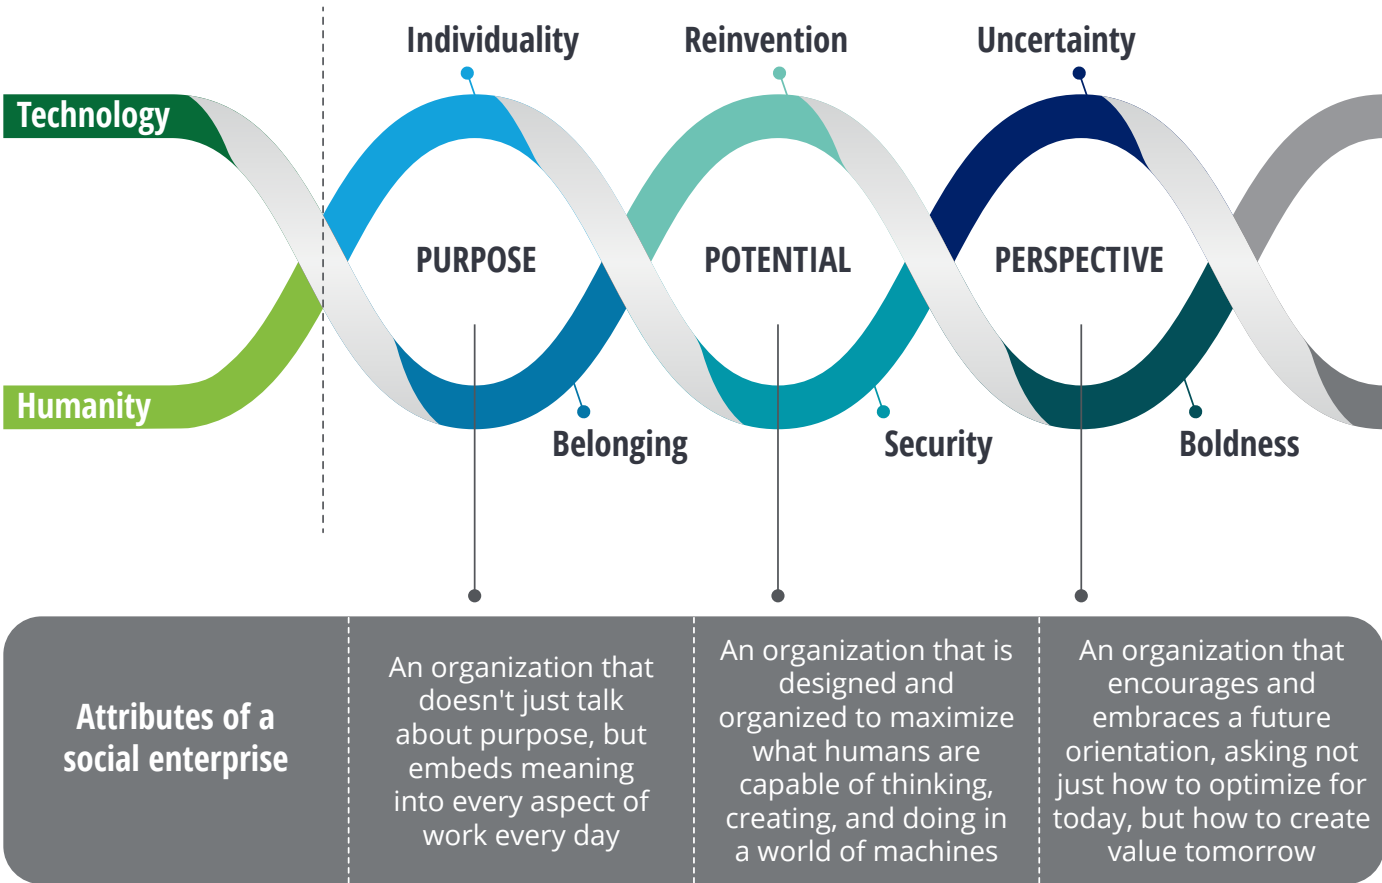 Individuality
Reinvention
Uncertainty
Technology
PURPOSE
POTENTIAL
PERSPECTIVE
Humanity
Belonging
Security
Boldness
Attributes of a
social enterprise
An organization that
doesn't just talk
about purpose, but
embeds meaning
into every aspect of
work every day
An organization that is
designed and
organized to maximize
what humans are
capable of thinking,
creating, and doing in
a world of machines
An organization that
encourages and
embraces a future
orientation, asking not
just how to optimize for
today, but how to create
value tomorrow